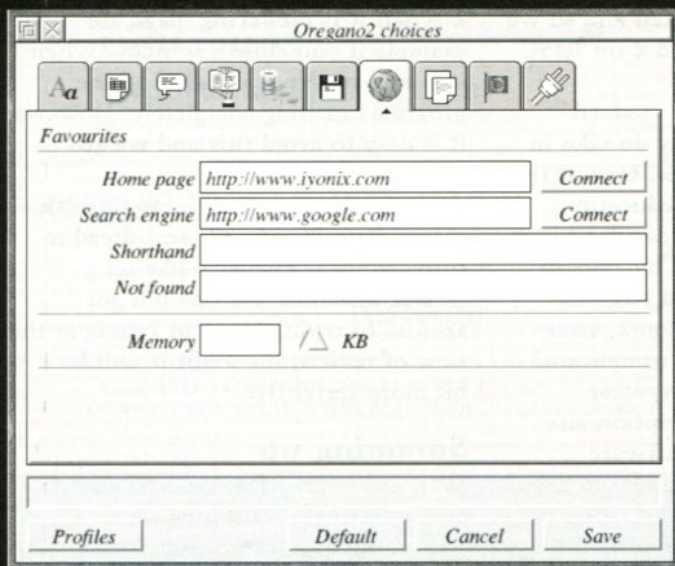 Oregano2 choices
Aa
Favourites
Home page http://www.iyonix.com Connect
Search engine http://www.google.com Connect
Shorthand
Not found
Memory KB
Profiles Default Cancel Save